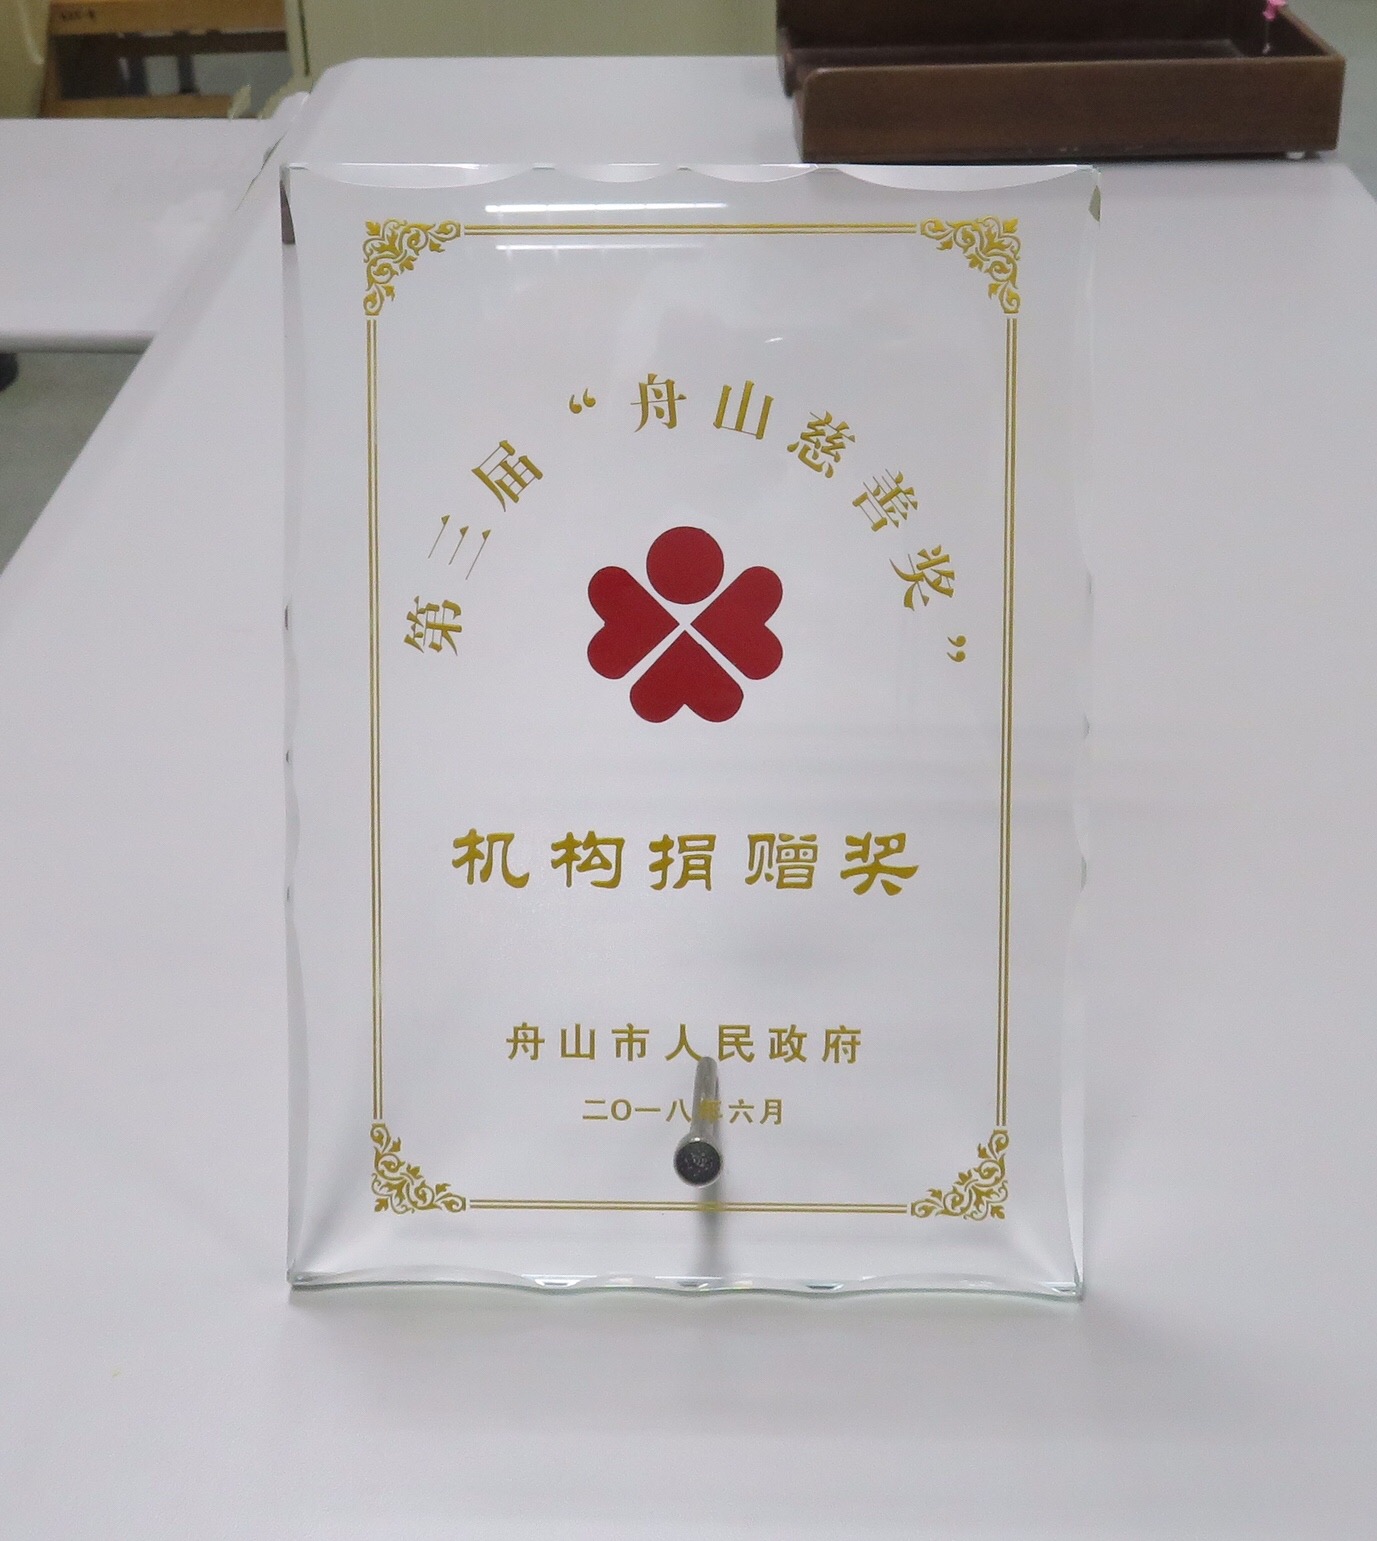 第三届“舟山慈善奖”
机构捐赠奖
舟山市人民政府
二〇一八年六月